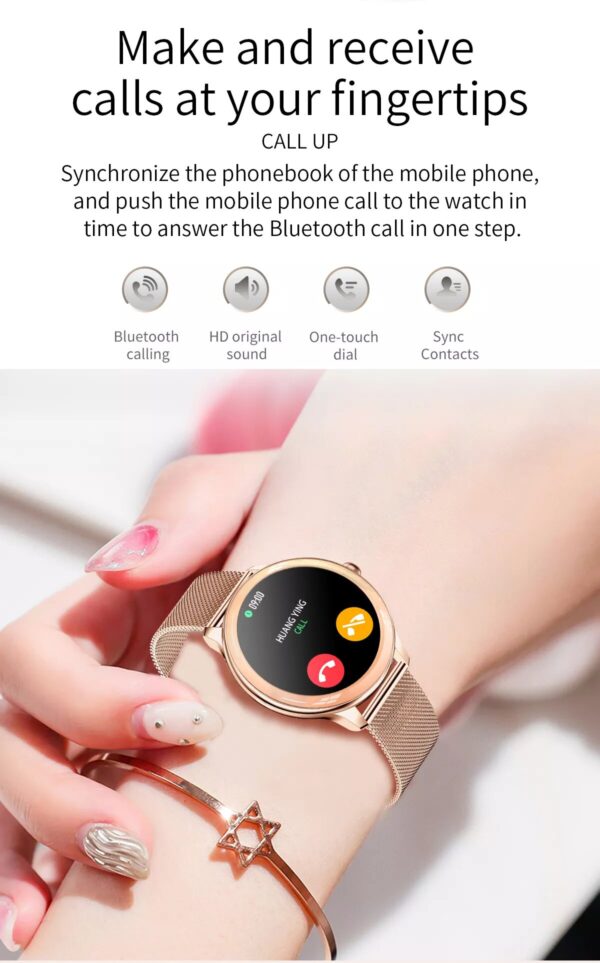 Make and receive
calls at your fingertips
CALL UP
Synchronize the phonebook of the mobile phone,
and push the mobile phone call to the watch in
time to answer the Bluetooth call in one step.
Bluetooth
calling
HD original
sound
One-touch
dial
Sync
Contacts
09:00
HUANG YING
CALL